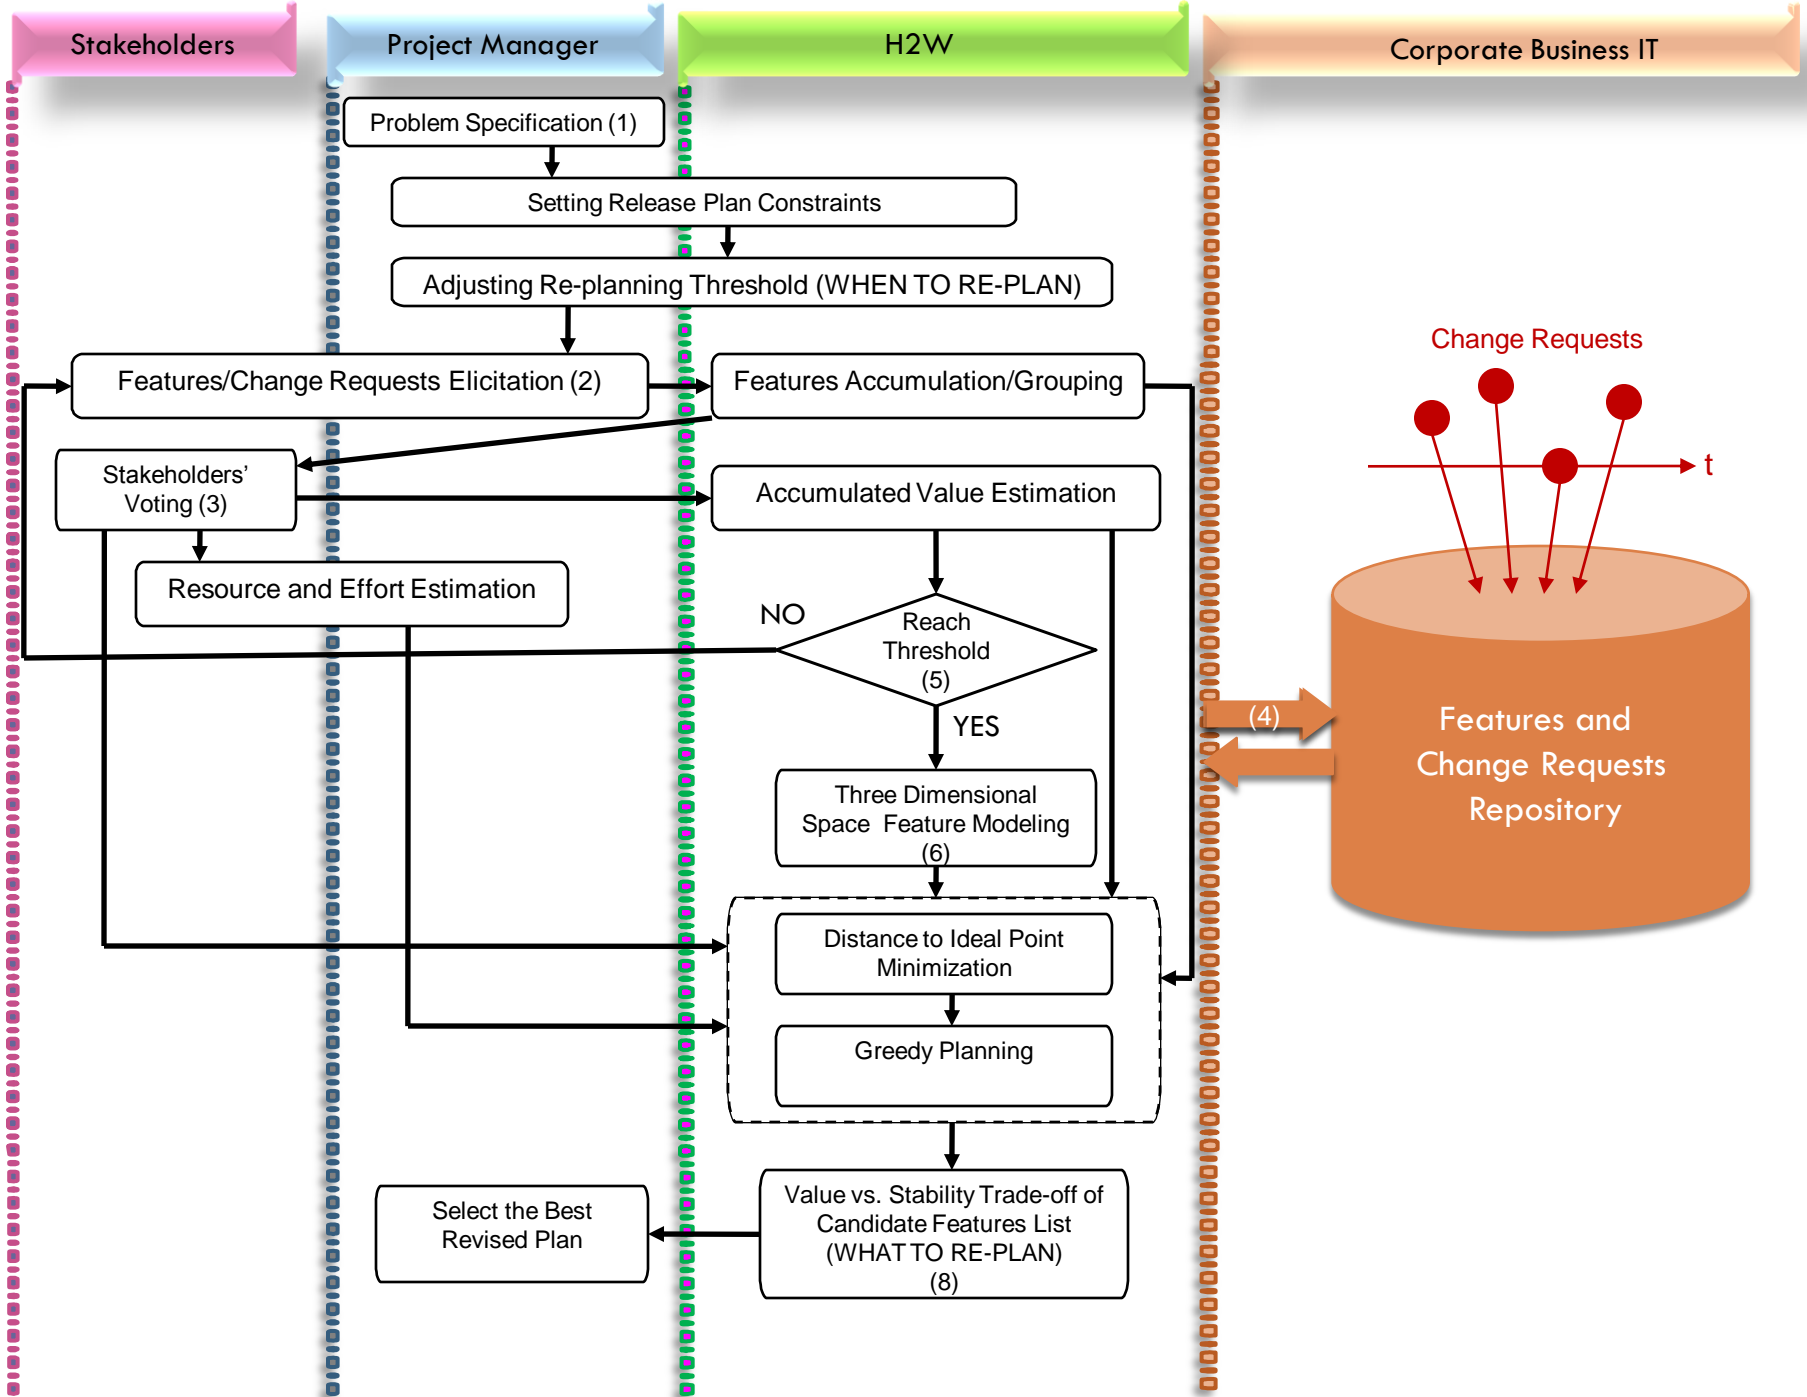 Stakeholders
Project Manager
H2W
Corporate Business IT
Problem Specification (1)
Setting Release Plan Constraints
Adjusting Re-planning Threshold (WHEN TO RE-PLAN)
Features/Change Requests Elicitation (2)
Features Accumulation/Grouping
Change Requests
t
Stakeholders’
Voting (3)
Accumulated Value Estimation
Resource and Effort Estimation
NO
Reach
Threshold
(5)
YES
(4)
Features and
Change Requests
Repository
Three Dimensional
Space Feature Modeling
(6)
Distance to Ideal Point
Minimization
Greedy Planning
Value vs. Stability Trade-off of
Candidate Features List
(WHAT TO RE-PLAN)
(8)
Select the Best
Revised Plan